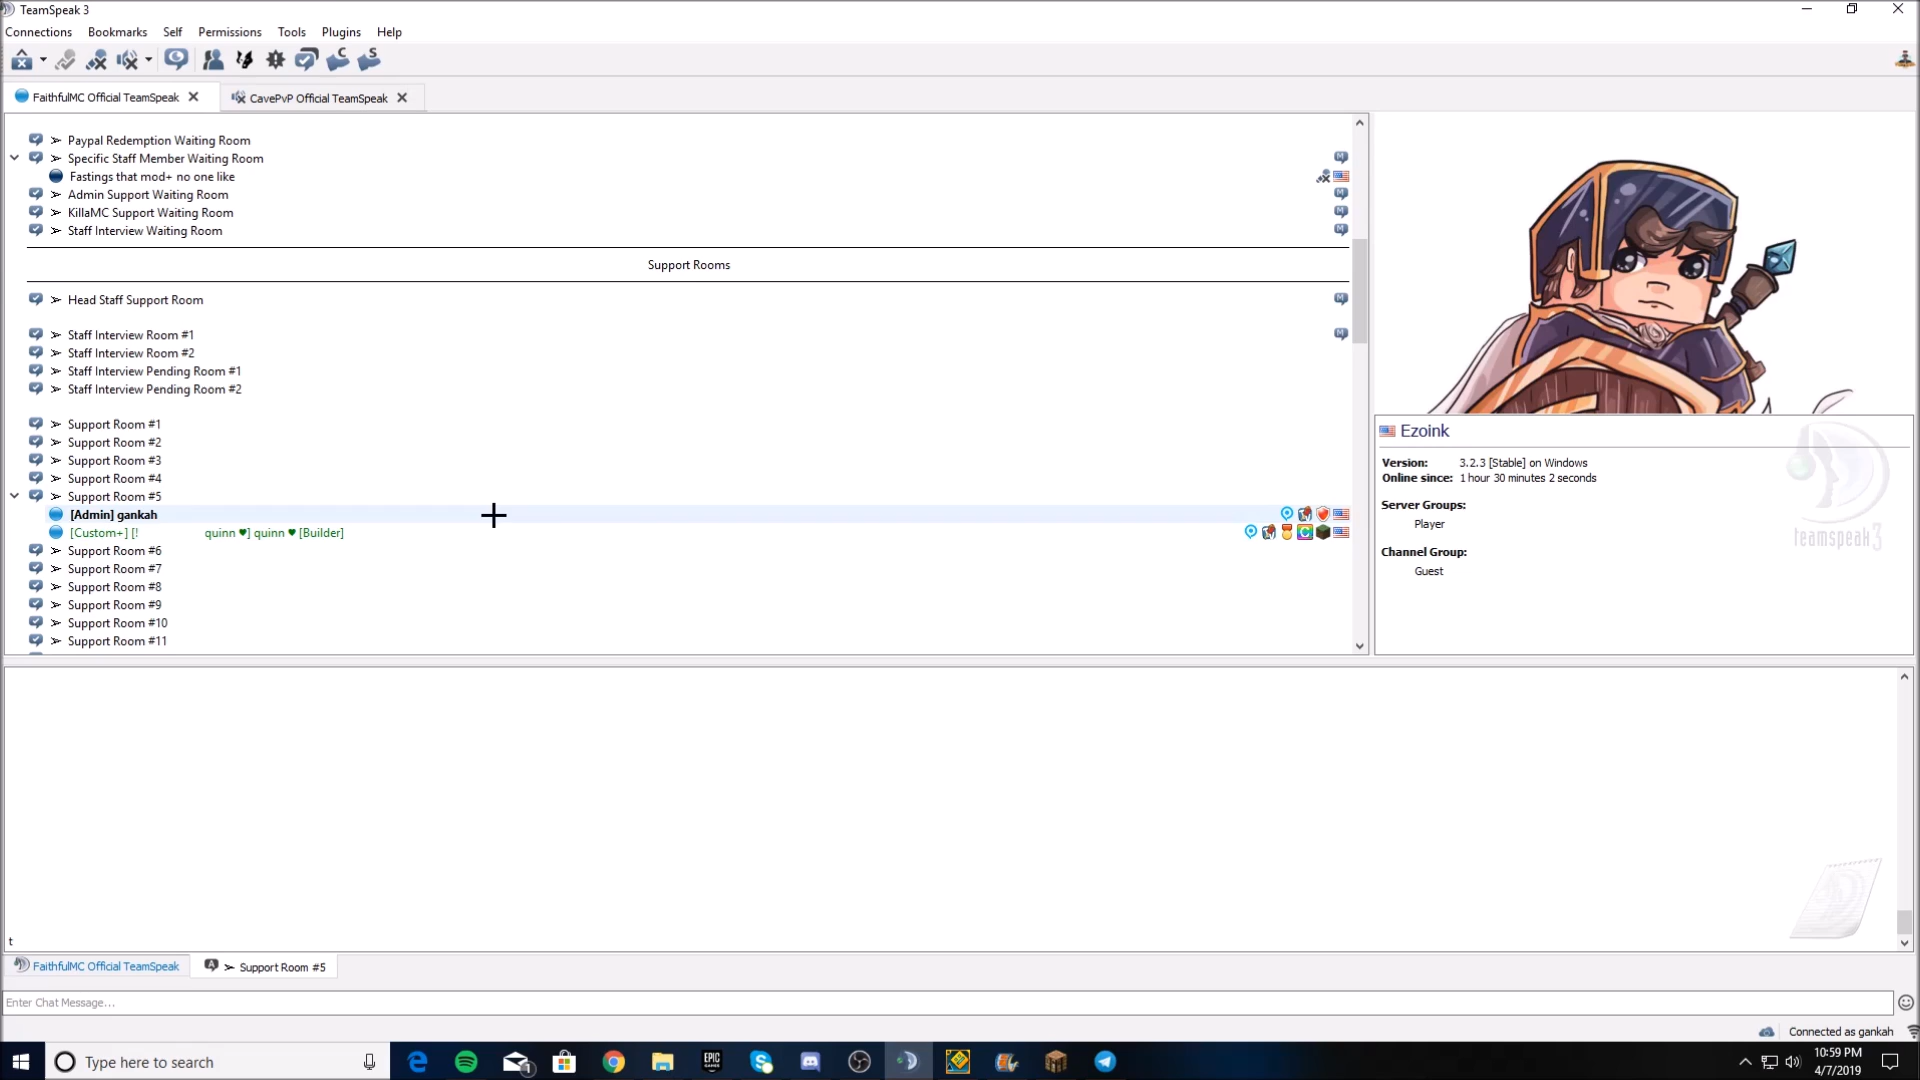 TeamSpeak 3
Connections Bookmarks Self Permissions Tools Plugins Help
C S
FaithfulMC Official TeamSpeak CavePvP Official TeamSpeak
➢ Paypal Redemption Waiting Room
➢ Specific Staff Member Waiting Room
Fastings that mod+ no one like
➢ Admin Support Waiting Room
➢ KillaMC Support Waiting Room
➢ Staff Interview Waiting Room
Support Rooms
➢ Head Staff Support Room
➢ Staff Interview Room #1
➢ Staff Interview Room #2
➢ Staff Interview Pending Room #1
➢ Staff Interview Pending Room #2
➢ Support Room #1
➢ Support Room #2
➢ Support Room #3
➢ Support Room #4
➢ Support Room #5
[Admin] gankah
[Custom+] [! quinn ♥] quinn ♥ [Builder]
➢ Support Room #6
➢ Support Room #7
➢ Support Room #8
➢ Support Room #9
➢ Support Room #10
➢ Support Room #11
Ezoink
Version: 3.2.3 [Stable] on Windows
Online since: 1 hour 30 minutes 2 seconds
Server Groups:
Player
Channel Group:
Guest
teamspeak3
t
FaithfulMC Official TeamSpeak ➢ Support Room #5
Enter Chat Message...
Connected as gankah
Type here to search
1
EPIC GAMES
10:59 PM
4/7/2019